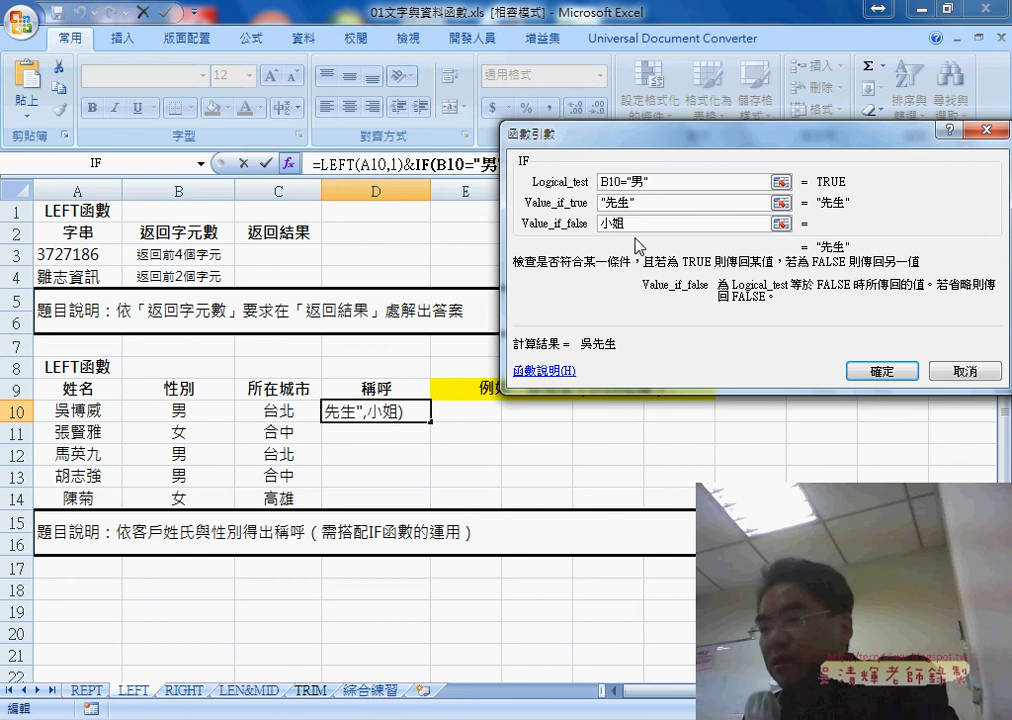 01文字與資料函數.xls [相容模式] - Microsoft Excel
常用 插入 版面配置 公式 資料 校閱 檢視 開發人員 增益集 Universal Document Converter
貼上 12 通用格式 插入 刪除 格式
B I U $ % , 設定格式化 格式化為 儲存格 排序與 尋找與
剪貼簿 字型 對齊方式
IF =LEFT(A10,1)&IF(B10="男"
函數引數
IF
Logical_test B10="男" = TRUE
Value_if_true "先生" = "先生"
Value_if_false 小姐 =
= "先生"
檢查是否符合某一條件，且若為 TRUE 則傳回某值，若為 FALSE 則傳回另一值
Value_if_false 為 Logical_test 等於 FALSE 時所傳回的值。若省略則傳
回 FALSE。
計算結果 = 吳先生
函數說明(H) 確定 取消
A B C D E
1 LEFT函數
2 字串 返回字元數 返回結果
3 3727186 返回前4個字元
4 雛志資訊 返回前2個字元
5
題目說明：依「返回字元數」要求在「返回結果」處解出答案
6
7
8 LEFT函數
9 姓名 性別 所在城市 稱呼
10 吳博威 男 台北 先生",小姐)
11 張賢雅 女 台中
12 馬英九 男 台北
13 胡志強 男 台中
14 陳菊 女 高雄
15
題目說明：依客戶姓氏與性別得出稱呼（需搭配IF函數的運用）
16
17
18
19
20
21
22
REPT LEFT RIGHT LEN&MID TRIM 綜合練習
編輯
吳清輝老師錄製